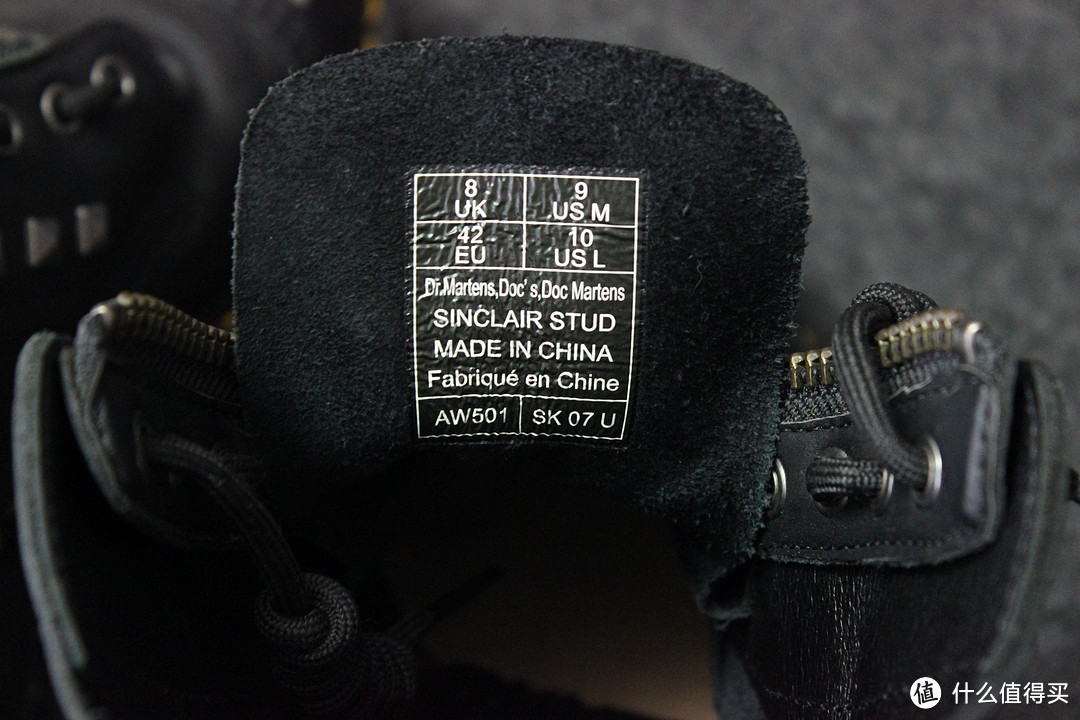 8 9
UK US M
42 10
EU US L
Dr.Martens,Doc's,Doc Martens
SINCLAIR STUD
MADE IN CHINA
Fabriqué en Chine
AW501 SK 07 U
值 什么值得买